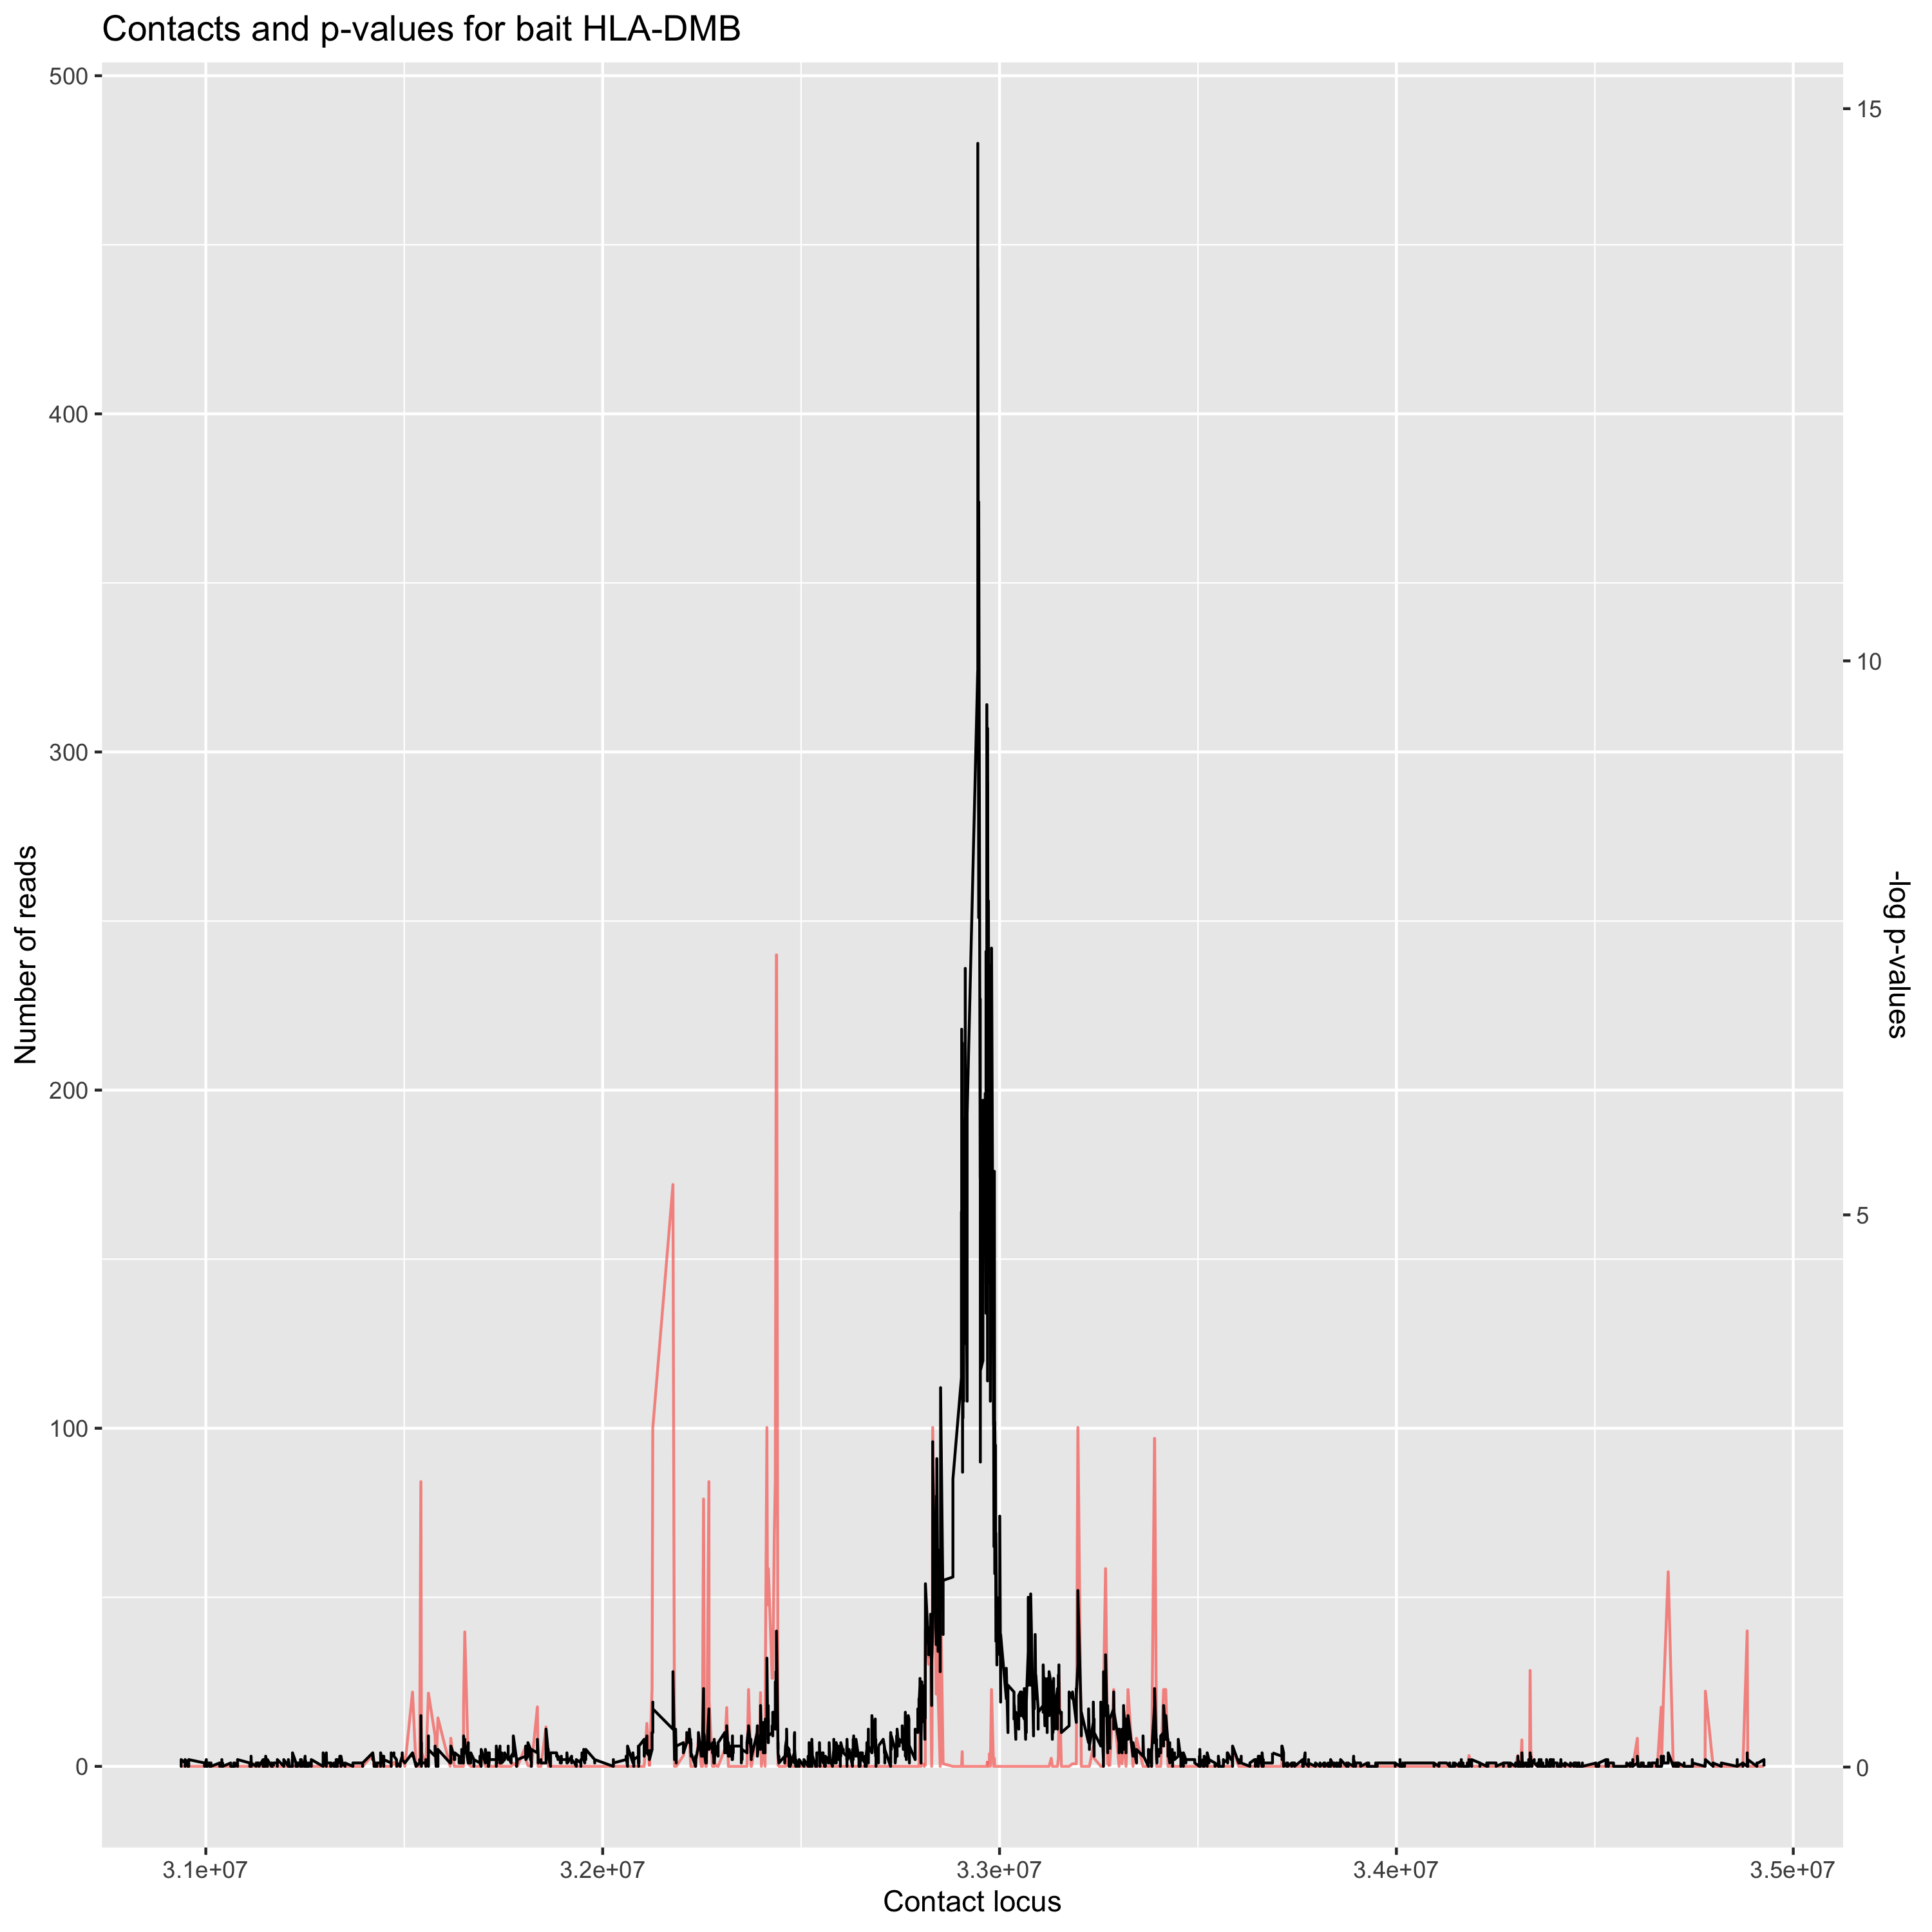 Contacts and p-values for bait HLA-DMB
500
400
300
200
100
0
Number of reads
15
10
5
0
-log p-values
3.1e+07
3.2e+07
3.3e+07
3.4e+07
3.5e+07
Contact locus